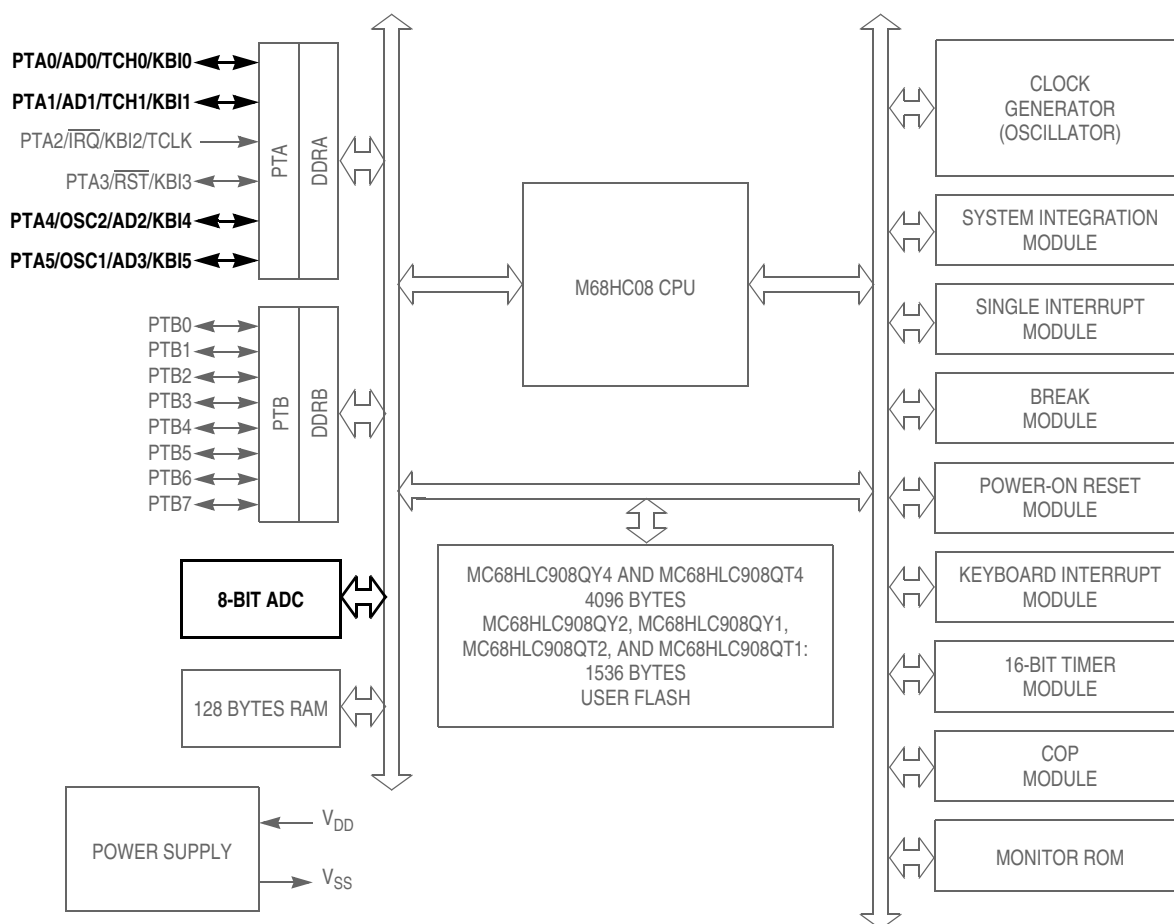 PTA0/AD0/TCH0/KBI0
PTA1/AD1/TCH1/KBI1
PTA2/IRQ/KBI2/TCLK
PTA3/RST/KBI3
PTA4/OSC2/AD2/KBI4
PTA5/OSC1/AD3/KBI5
PTA
DDRA
PTB0
PTB1
PTB2
PTB3
PTB4
PTB5
PTB6
PTB7
PTB
DDRB
8-BIT ADC
128 BYTES RAM
POWER SUPPLY
VDD
VSS
M68HC08 CPU
MC68HLC908QY4 AND MC68HLC908QT4
4096 BYTES
MC68HLC908QY2, MC68HLC908QY1,
MC68HLC908QT2, AND MC68HLC908QT1:
1536 BYTES
USER FLASH
CLOCK
GENERATOR
(OSCILLATOR)
SYSTEM INTEGRATION
MODULE
SINGLE INTERRUPT
MODULE
BREAK
MODULE
POWER-ON RESET
MODULE
KEYBOARD INTERRUPT
MODULE
16-BIT TIMER
MODULE
COP
MODULE
MONITOR ROM